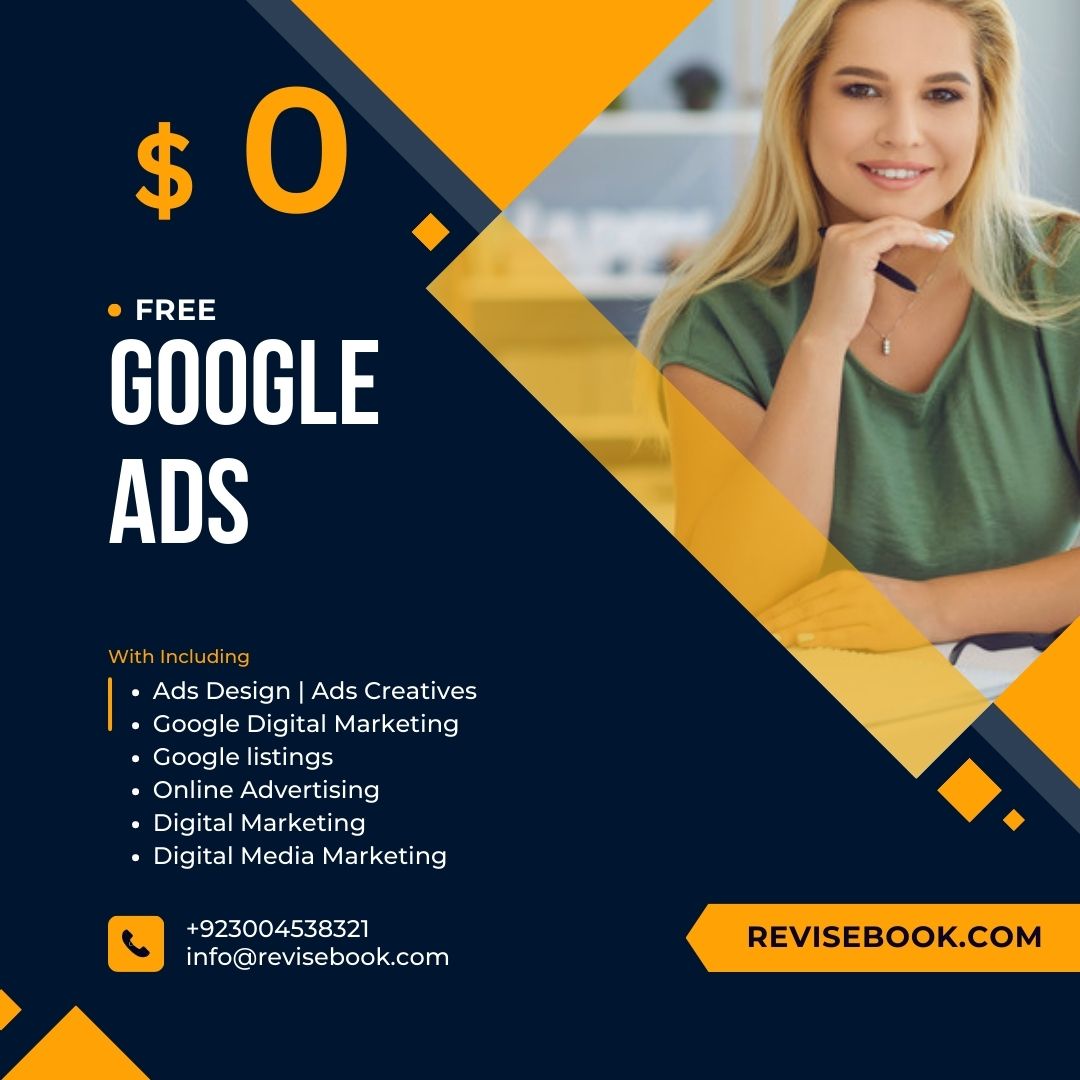 $ 0
FREE
GOOGLE
ADS
With Including
Ads Design | Ads Creatives
Google Digital Marketing
Google listings
Online Advertising
Digital Marketing
Digital Media Marketing
+923004538321
info@revisebook.com
REVISEBOOK.COM